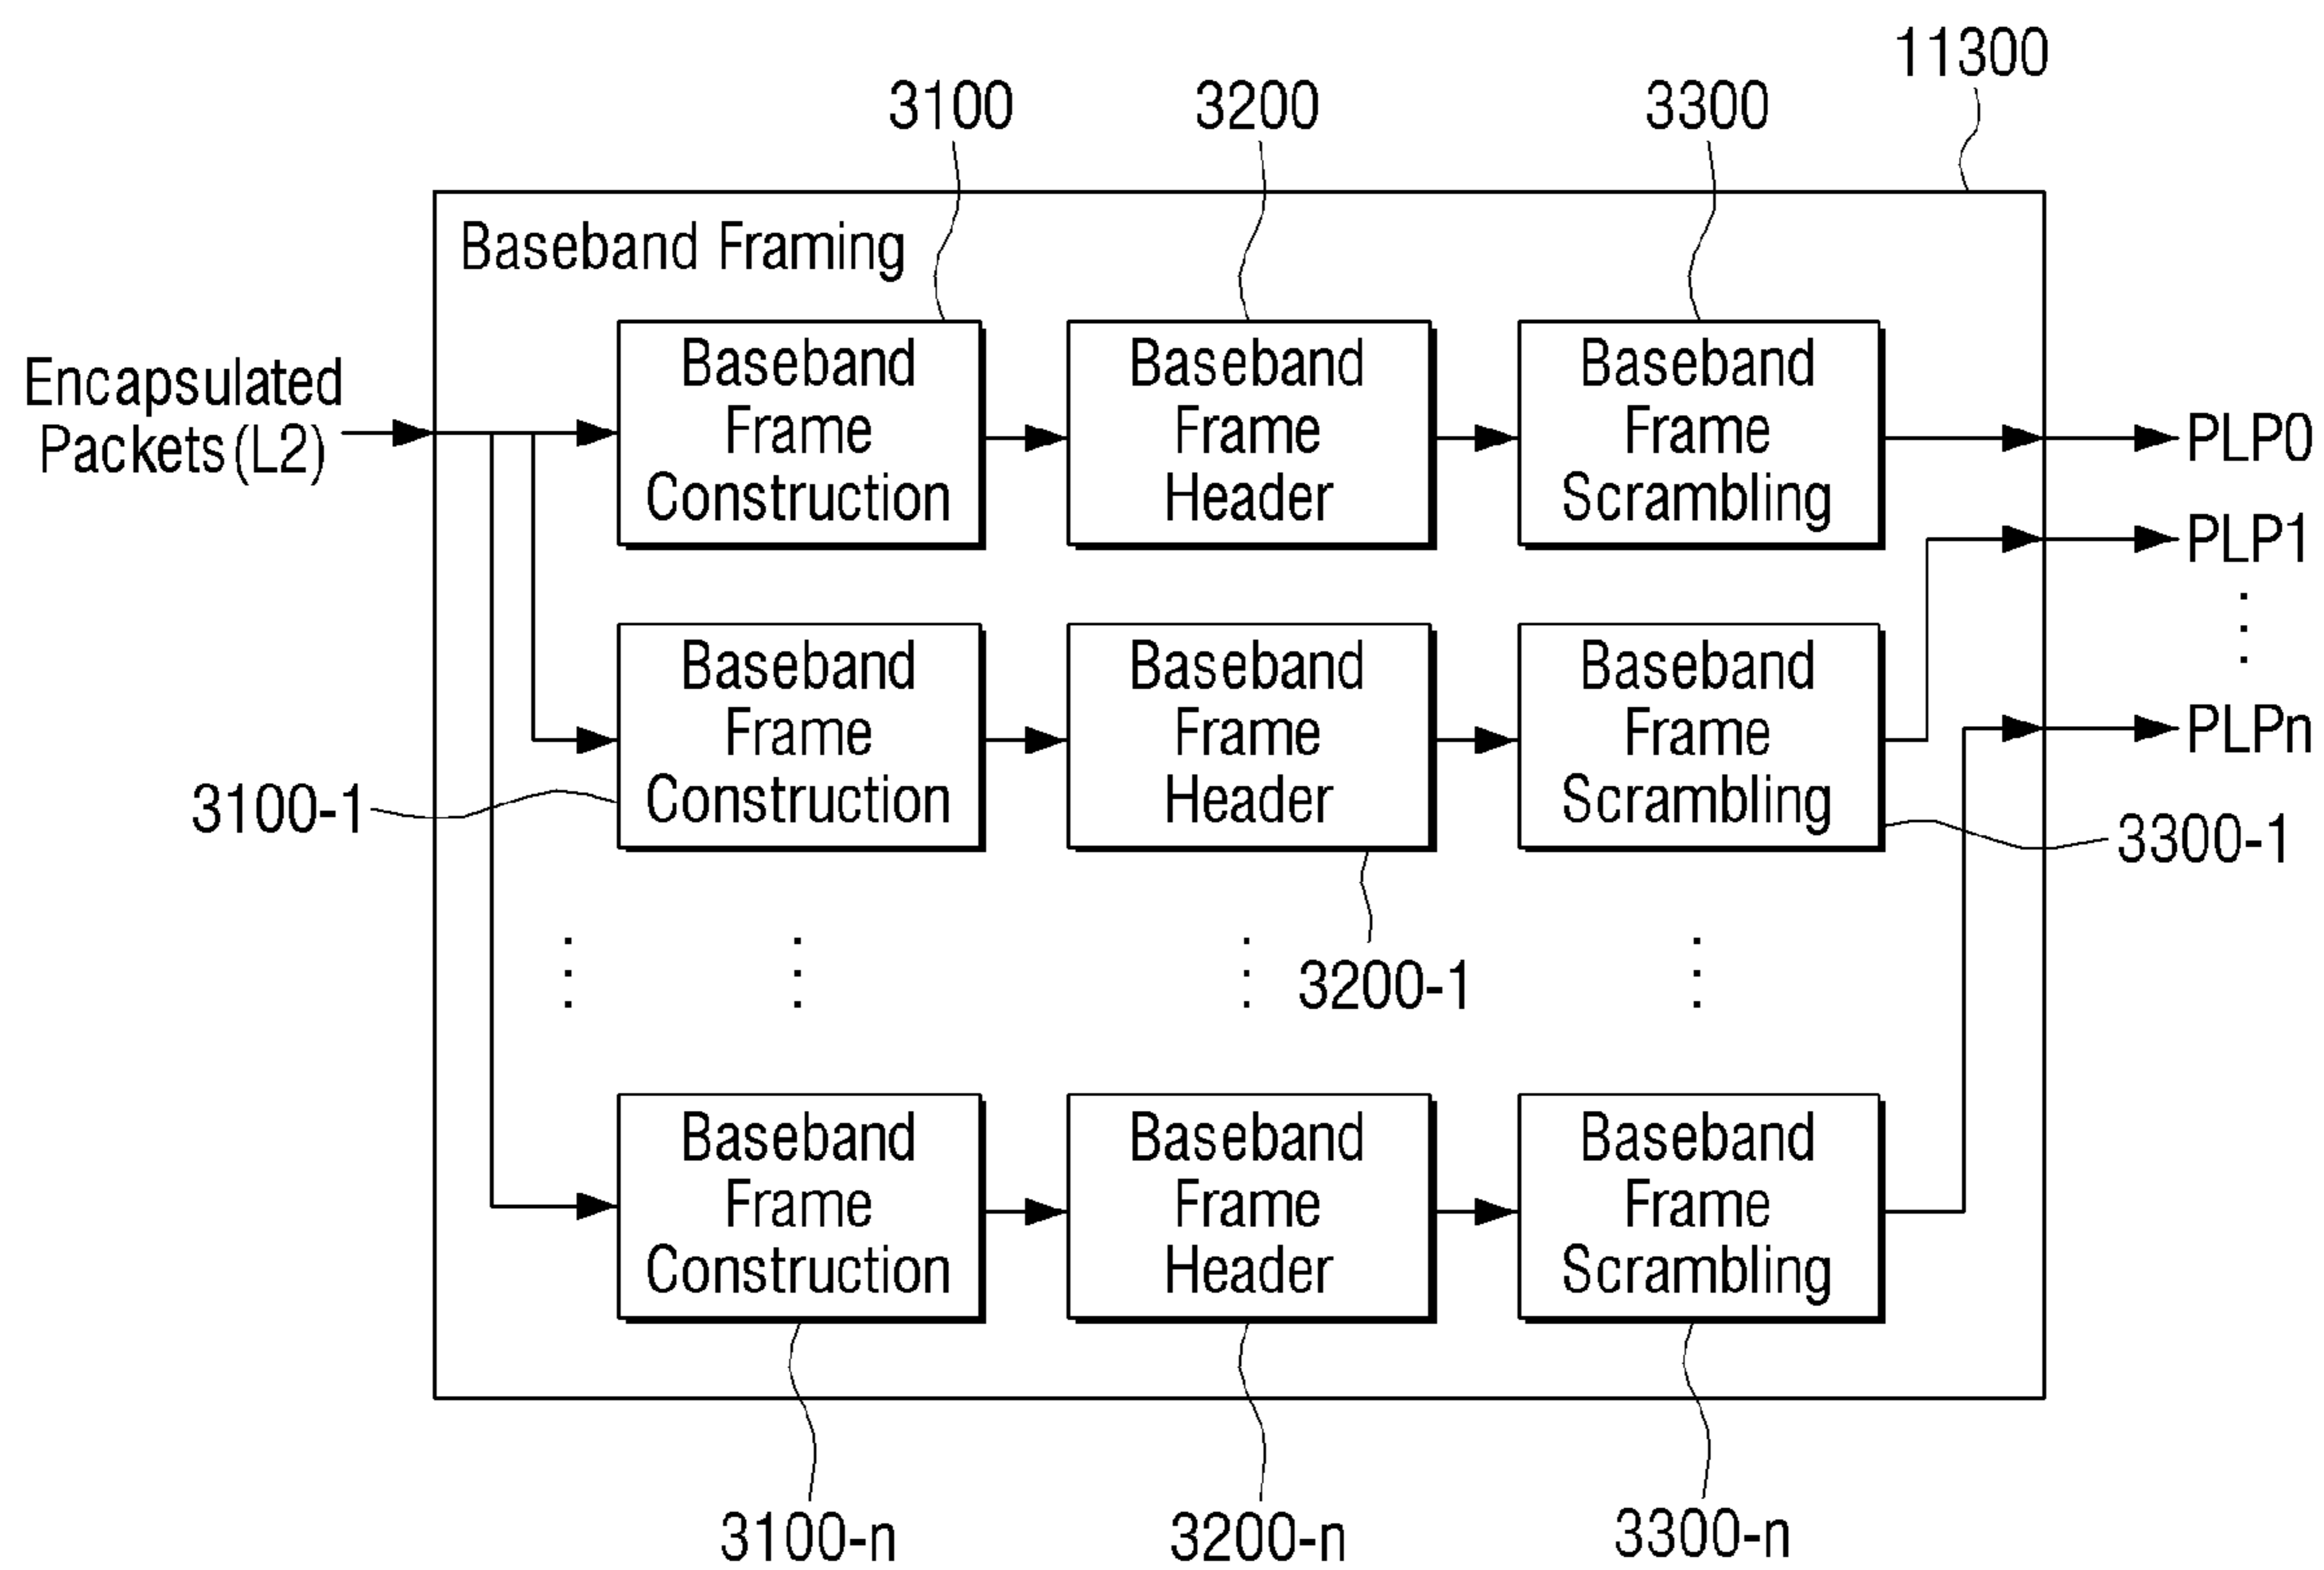 11300
3100
3200
3300
Baseband Framing
Encapsulated
Packets(L2)
Baseband
Frame
Construction
Baseband
Frame
Header
Baseband
Frame
Scrambling
PLP0
PLP1
PLPn
Baseband
Frame
Construction
Baseband
Frame
Header
Baseband
Frame
Scrambling
3100-1
3300-1
3200-1
Baseband
Frame
Construction
Baseband
Frame
Header
Baseband
Frame
Scrambling
3100-n
3200-n
3300-n